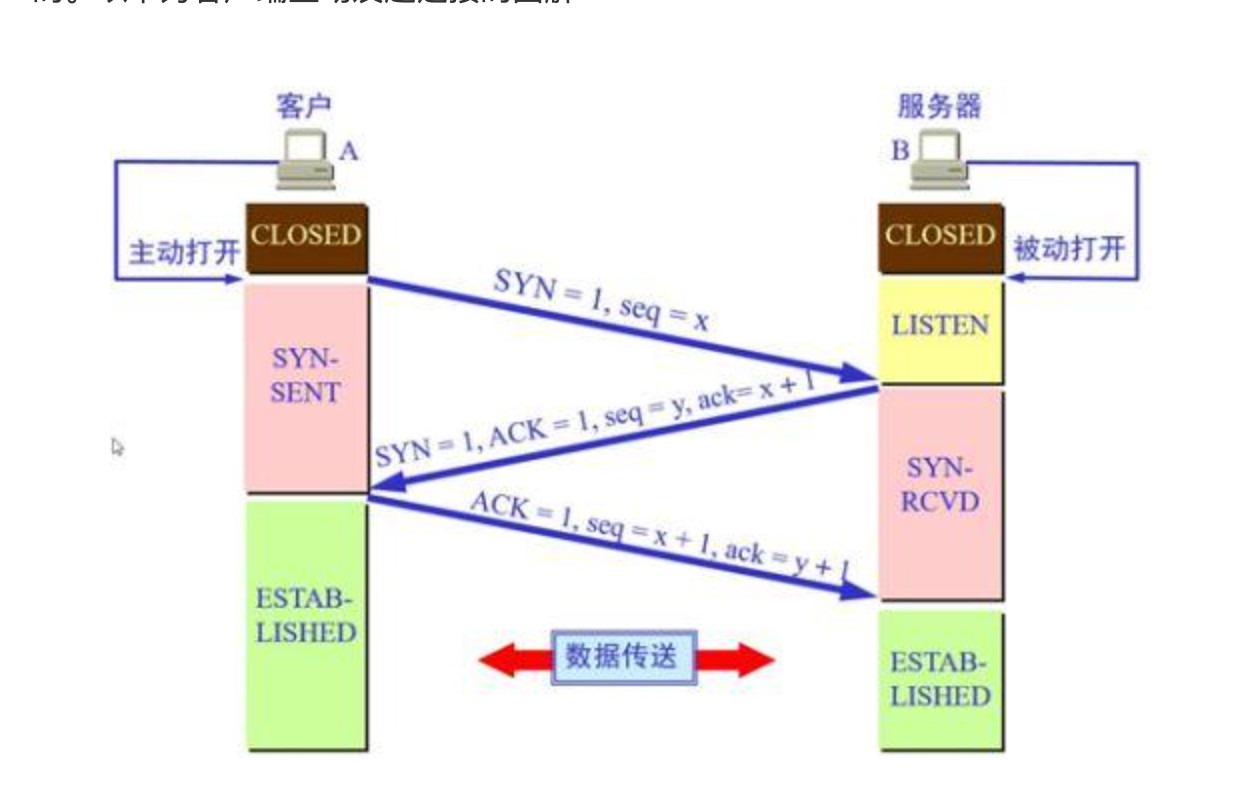 客户
服务器
A
B
CLOSED
CLOSED
主动打开
被动打开
SYN = 1, seq = x
LISTEN
SYN-
SENT
SYN = 1, ACK = 1, seq = y, ack= x + 1
SYN-
RCVD
ACK = 1, seq = x + 1, ack = y + 1
ESTAB-
LISHED
数据传送
ESTAB-
LISHED